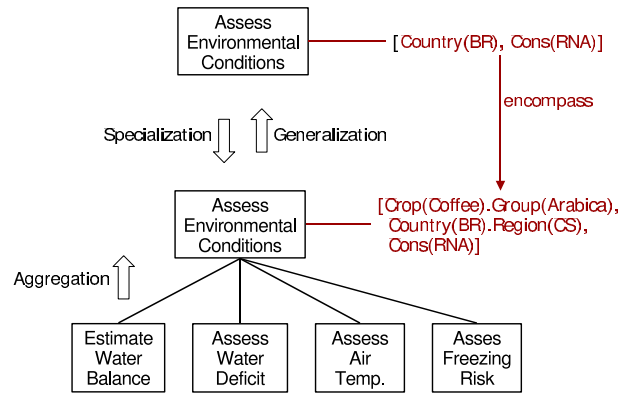 Assess
Environmental
Conditions
[Country(BR), Cons(RNA)]
encompass
Specialization
Generalization
Assess
Environmental
Conditions
[Crop(Coffee).Group(Arabica),
Country(BR).Region(CS),
Cons(RNA)]
Aggregation
Estimate
Water
Balance
Assess
Water
Deficit
Assess
Air
Temp.
Asses
Freezing
Risk